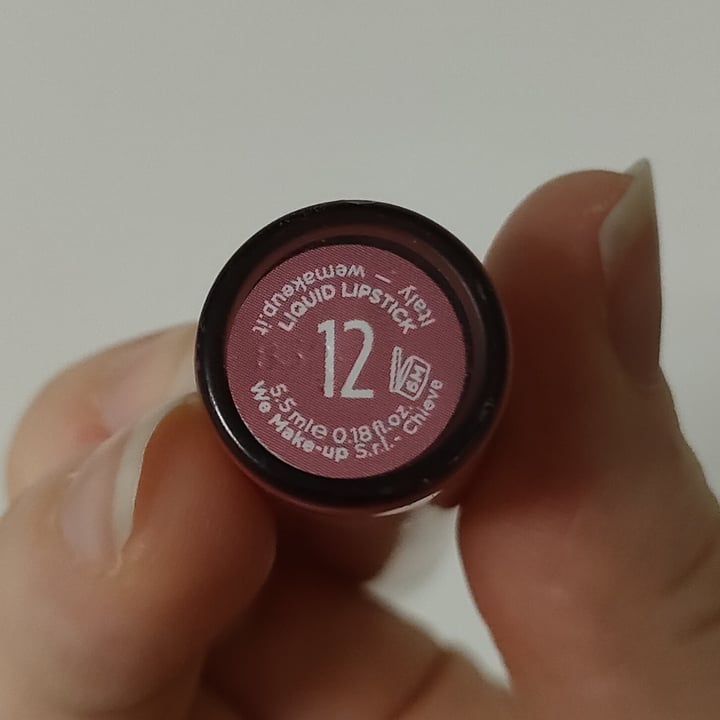 LIQUID LIPSTICK
12
6M
5.5 ml e 0.18 fl.oz.
We Make-up S.r.l. - Chieve
Italy — wemakeup.it